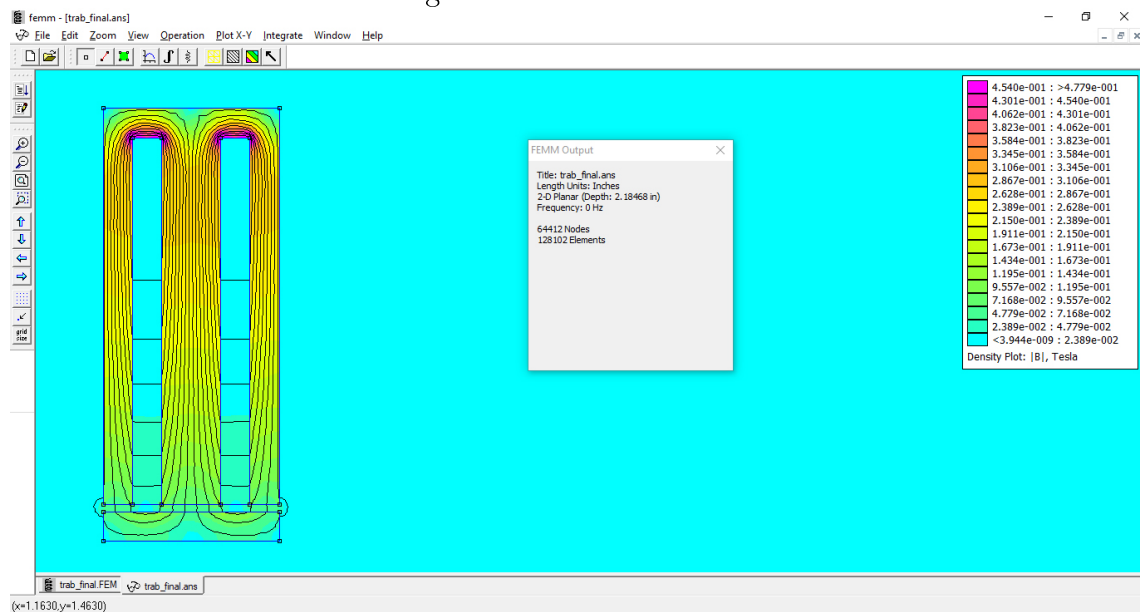 g
femm - [trab_final.ans]
File Edit Zoom View Operation Plot X-Y Integrate Window Help
grid size
4.540e-001 : >4.779e-001
4.301e-001 : 4.540e-001
4.062e-001 : 4.301e-001
3.823e-001 : 4.062e-001
3.584e-001 : 3.823e-001
3.345e-001 : 3.584e-001
3.106e-001 : 3.345e-001
2.867e-001 : 3.106e-001
2.628e-001 : 2.867e-001
2.389e-001 : 2.628e-001
2.150e-001 : 2.389e-001
1.911e-001 : 2.150e-001
1.673e-001 : 1.911e-001
1.434e-001 : 1.673e-001
1.195e-001 : 1.434e-001
9.557e-002 : 1.195e-001
7.168e-002 : 9.557e-002
4.779e-002 : 7.168e-002
2.389e-002 : 4.779e-002
<3.944e-009 : 2.389e-002
Density Plot: |B|, Tesla
FEMM Output
Title: trab_final.ans
Length Units: Inches
2-D Planar (Depth: 2.18468 in)
Frequency: 0 Hz
64412 Nodes
128102 Elements
trab_final.FEM trab_final.ans
(x=1.1630,y=1.4630)